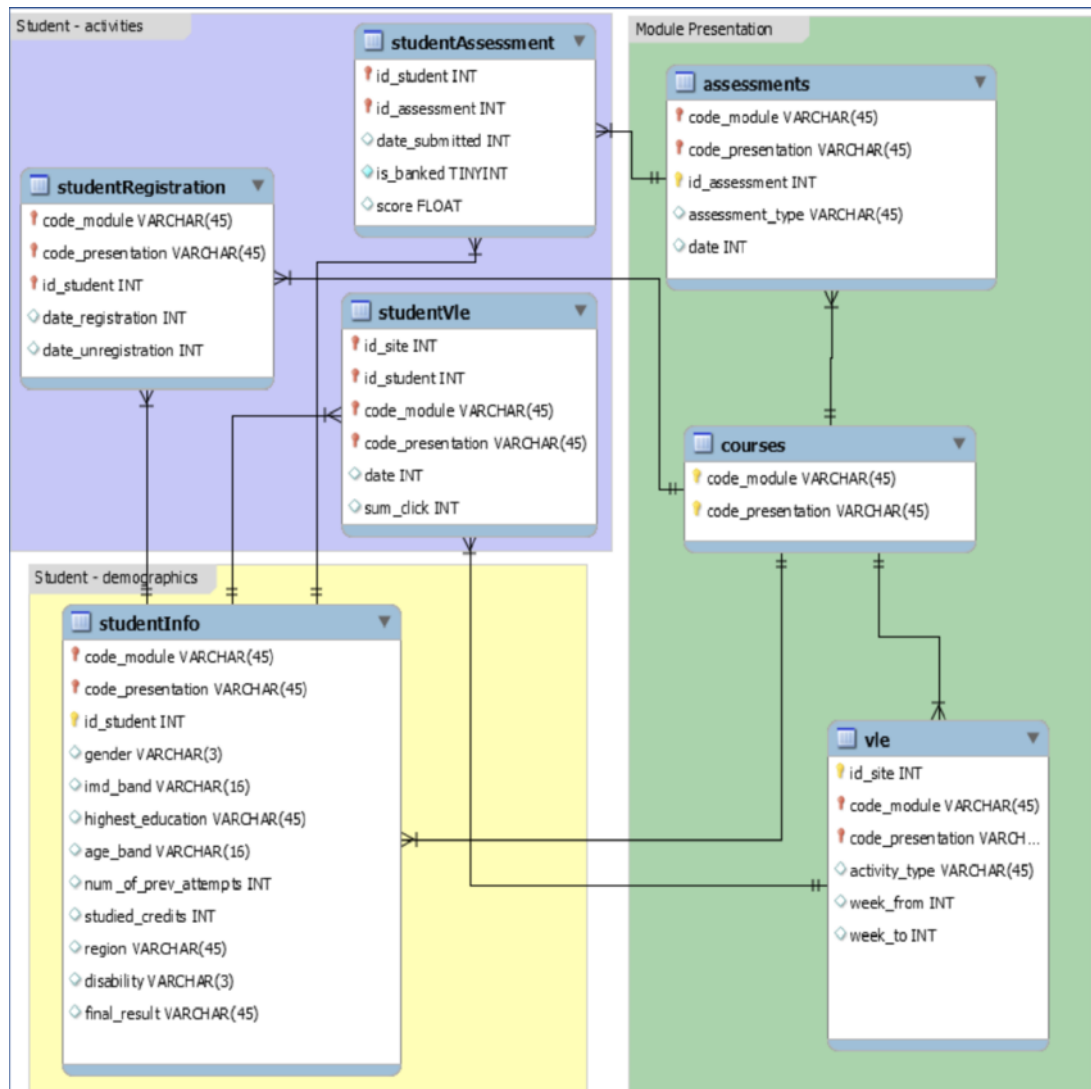 Student - activities
studentAssessment
id_student INT
id_assessment INT
date_submitted INT
is_banked TINYINT
score FLOAT
studentRegistration
code_module VARCHAR(45)
code_presentation VARCHAR(45)
id_student INT
date_registration INT
date_unregistration INT
studentVle
id_site INT
id_student INT
code_module VARCHAR(45)
code_presentation VARCHAR(45)
date INT
sum_click INT
Module Presentation
assessments
code_module VARCHAR(45)
code_presentation VARCHAR(45)
id_assessment INT
assessment_type VARCHAR(45)
date INT
courses
code_module VARCHAR(45)
code_presentation VARCHAR(45)
Student - demographics
studentInfo
code_module VARCHAR(45)
code_presentation VARCHAR(45)
id_student INT
gender VARCHAR(3)
imd_band VARCHAR(16)
highest_education VARCHAR(45)
age_band VARCHAR(16)
num_of_prev_attempts INT
studied_credits INT
region VARCHAR(45)
disability VARCHAR(3)
final_result VARCHAR(45)
vle
id_site INT
code_module VARCHAR(45)
code_presentation VARCH...
activity_type VARCHAR(45)
week_from INT
week_to INT